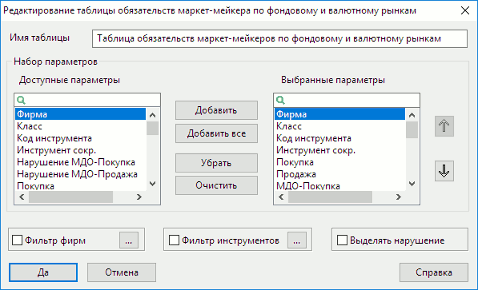 Редактирование таблицы обязательств маркет-мейкера по фондовому и валютному рынкам
Имя таблицы
Таблица обязательств маркет-мейкеров по фондовому и валютному рынкам
Набор параметров
Доступные параметры
Фирма
Класс
Код инструмента
Инструмент сокр.
Нарушение МДО-Покупка
Нарушение МДО-Продажа
Покупка
Добавить
Добавить все
Убрать
Очистить
Выбранные параметры
Фирма
Класс
Код инструмента
Инструмент сокр.
Покупка
Продажа
МДО-Покупка
Фильтр фирм ...
Фильтр инструментов ...
Выделять нарушение
Да
Отмена
Справка